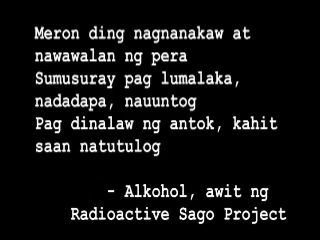 Meron ding nagnanakaw at
nawawalan ng pera
Sumusuray pag lumalaka,
nadadapa, nauuntog
Pag dinalaw ng antok, kahit
saan natutulog
- Alkohol, awit ng
Radioactive Sago Project